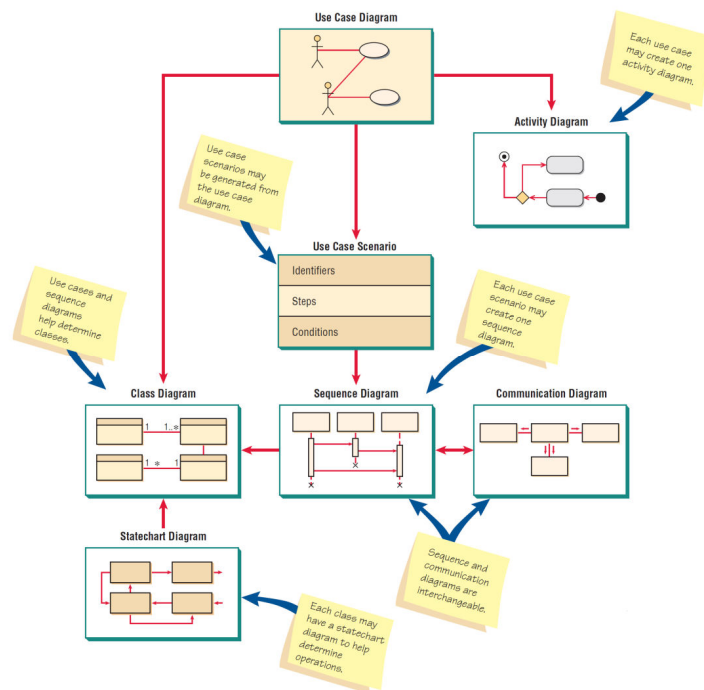 Use Case Diagram
Each use case
may create one
activity diagram.
Activity Diagram
Use case
scenarios may
be generated from
the use case
diagram.
Use Case Scenario
Identifiers
Steps
Conditions
Use cases and
sequence
diagrams
help determine
classes.
Each use case
scenario may
create one
sequence
diagram.
Class Diagram
1 1..*
1 * 1
Sequence Diagram
Communication Diagram
Statechart Diagram
Sequence and
communication
diagrams are
interchangeable.
Each class may
have a statechart
diagram to help
determine
operations.